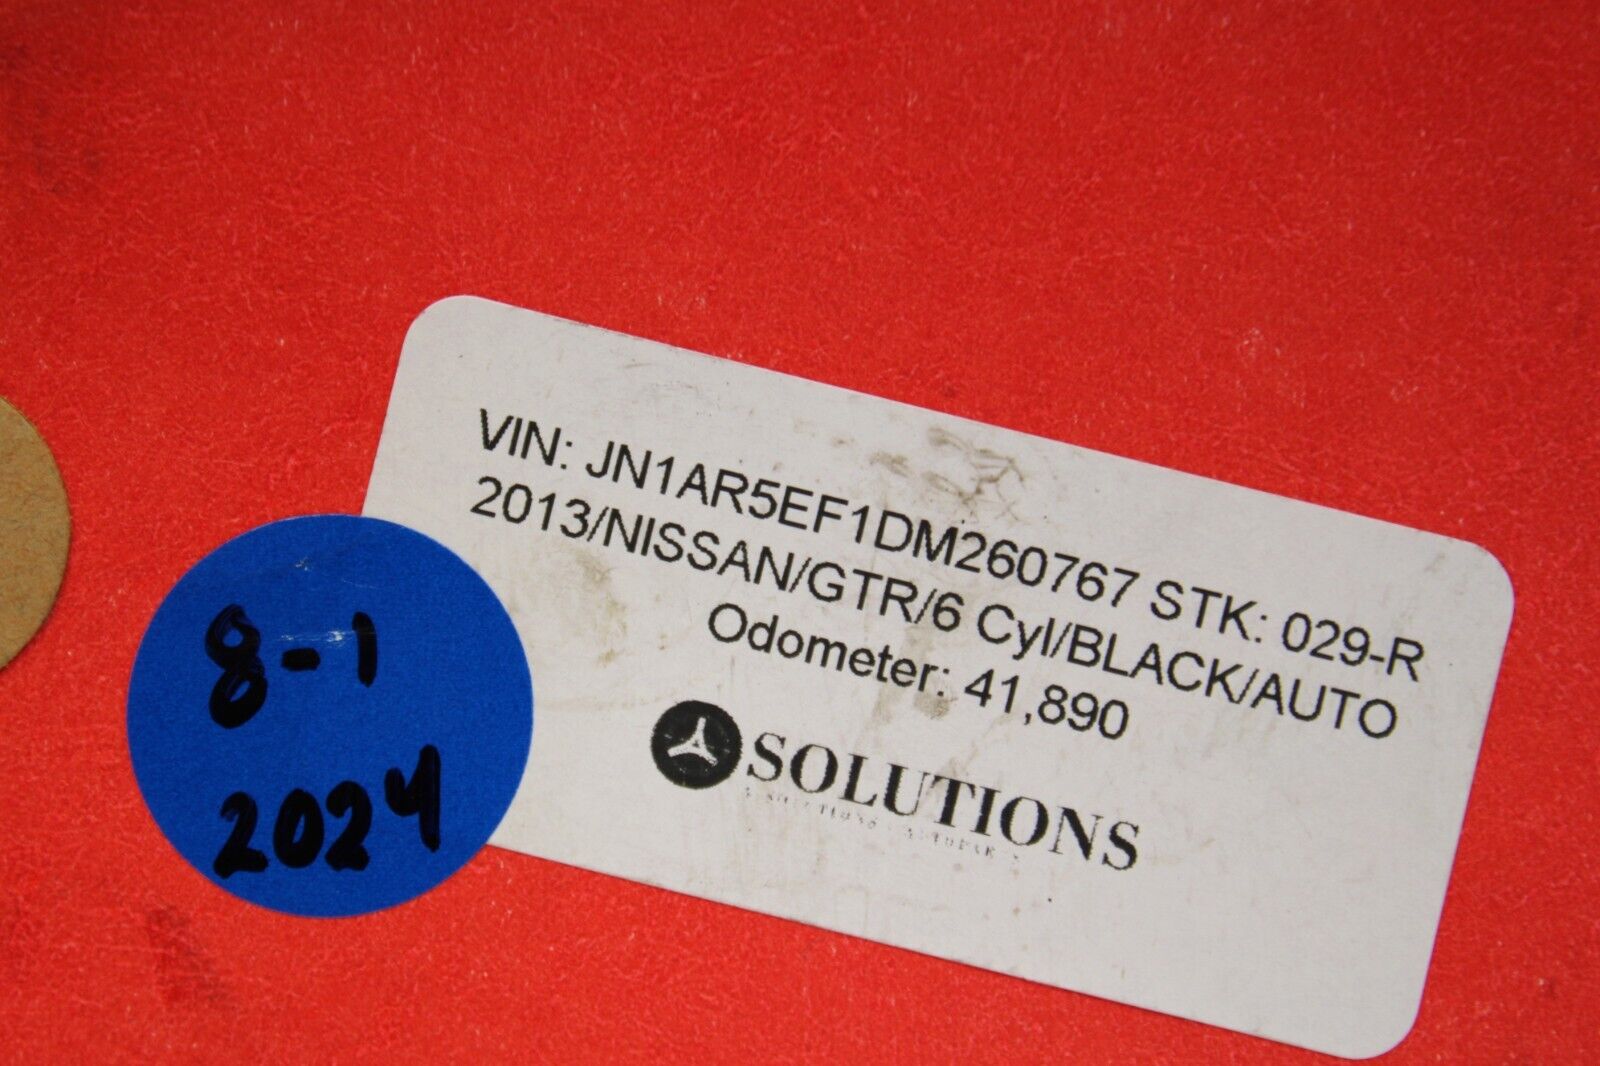 VIN: JN1AR5EF1DM260767 STK: 029-R
2013/NISSAN/GTR/6 Cyl/BLACK/AUTO
Odometer: 41,890
SOLUTIONS
8-1
2024